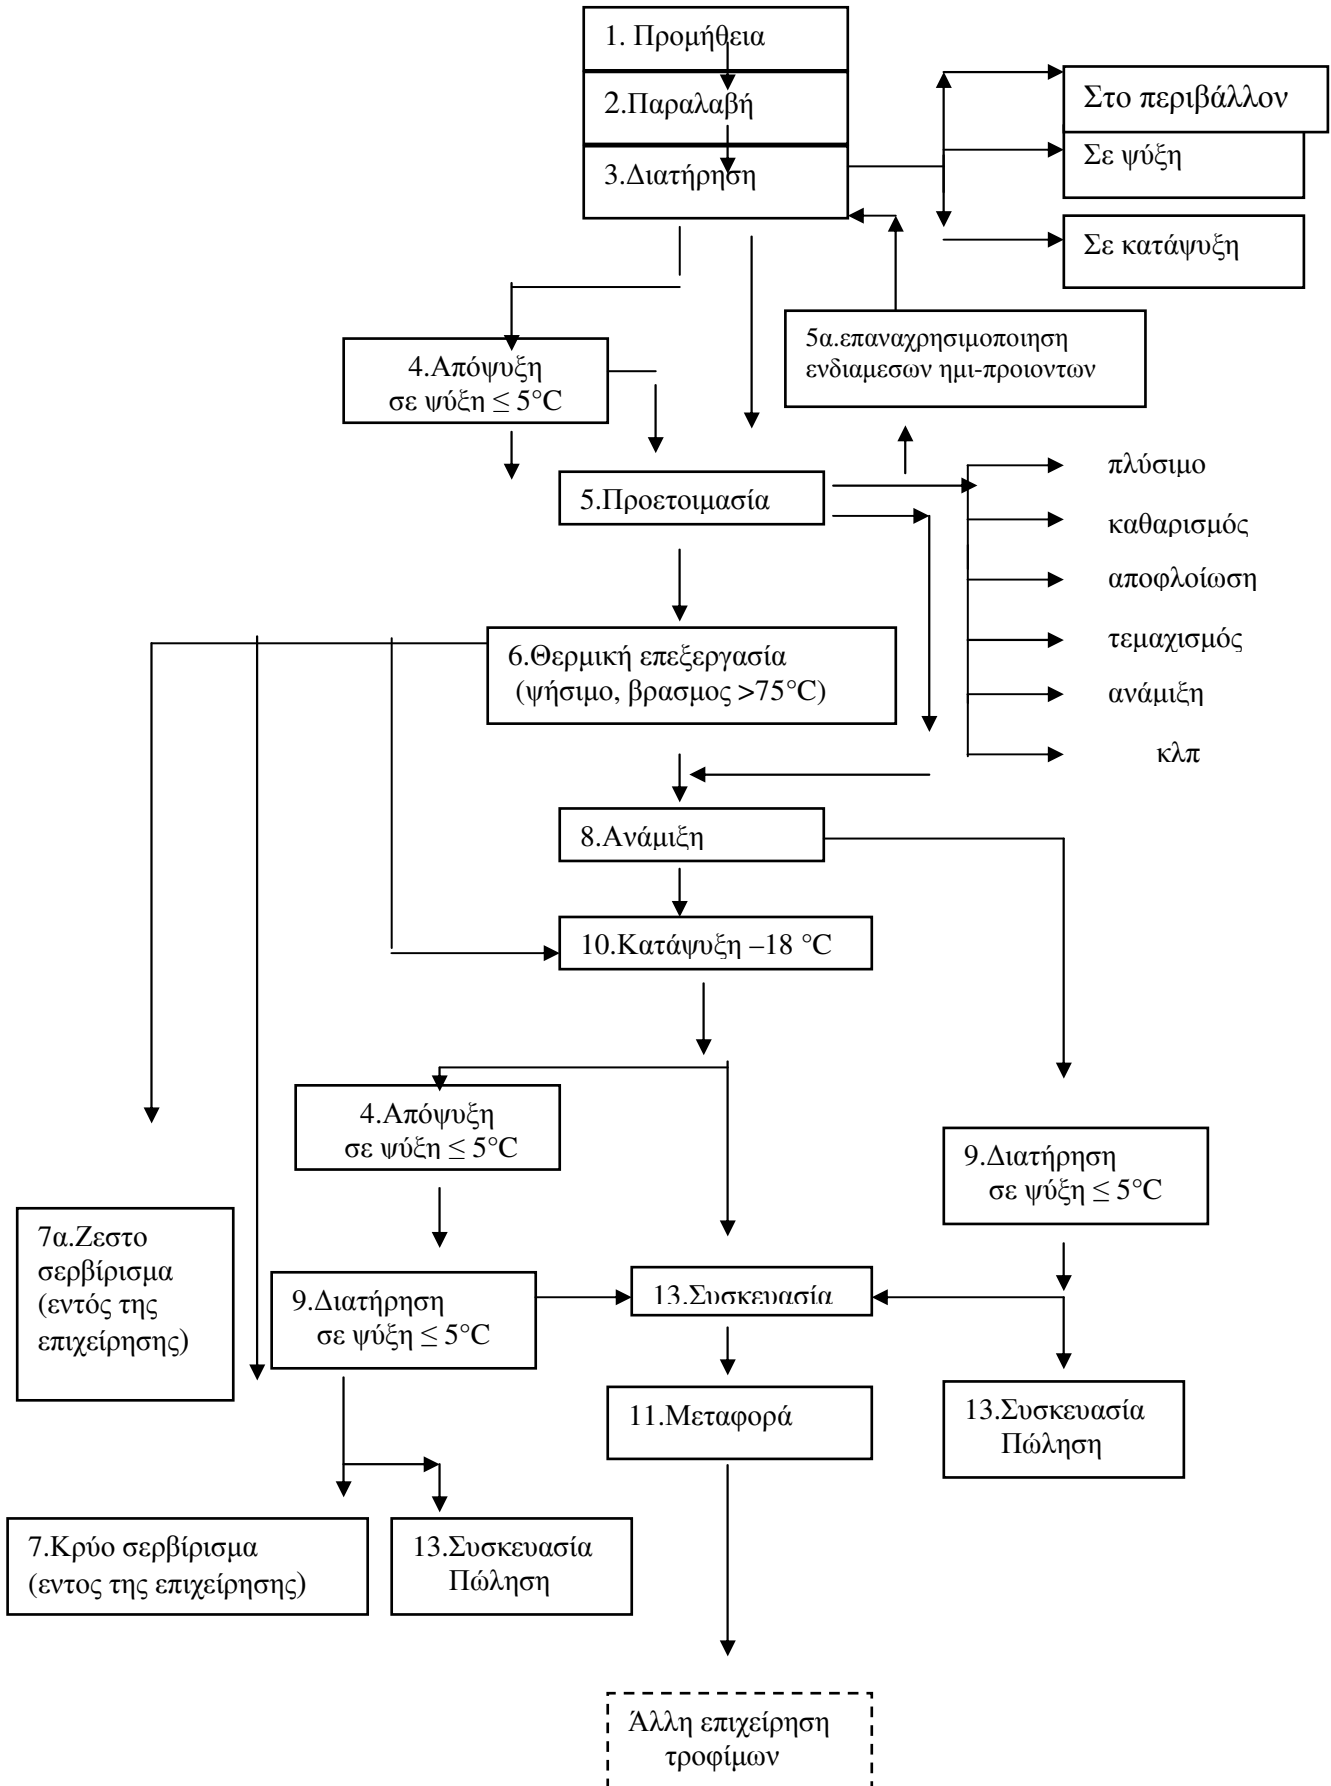 1. Προμήθεια
2.Παραλαβή
3.Διατήρηση
Στο περιβάλλον
Σε ψύξη
Σε κατάψυξη
4.Απόψυξη
σε ψύξη ≤ 5°C
5α.επαναχρησιμοποιηση
ενδιαμεσων ημι-προιοντων
5.Προετοιμασία
πλύσιμο
καθαρισμός
αποφλοίωση
τεμαχισμός
ανάμιξη
κλπ
6.Θερμική επεξεργασία
(ψήσιμο, βρασμος >75°C)
8.Ανάμιξη
10.Κατάψυξη –18 °C
4.Απόψυξη
σε ψύξη ≤ 5°C
9.Διατήρηση
σε ψύξη ≤ 5°C
7α.Ζεστο
σερβίρισμα
(εντός της
επιχείρησης)
9.Διατήρηση
σε ψύξη ≤ 5°C
13.Συσκευασία
11.Μεταφορά
13.Συσκευασία
Πώληση
7.Κρύο σερβίρισμα
(εντος της επιχείρησης)
13.Συσκευασία
Πώληση
Άλλη επιχείρηση
τροφίμων